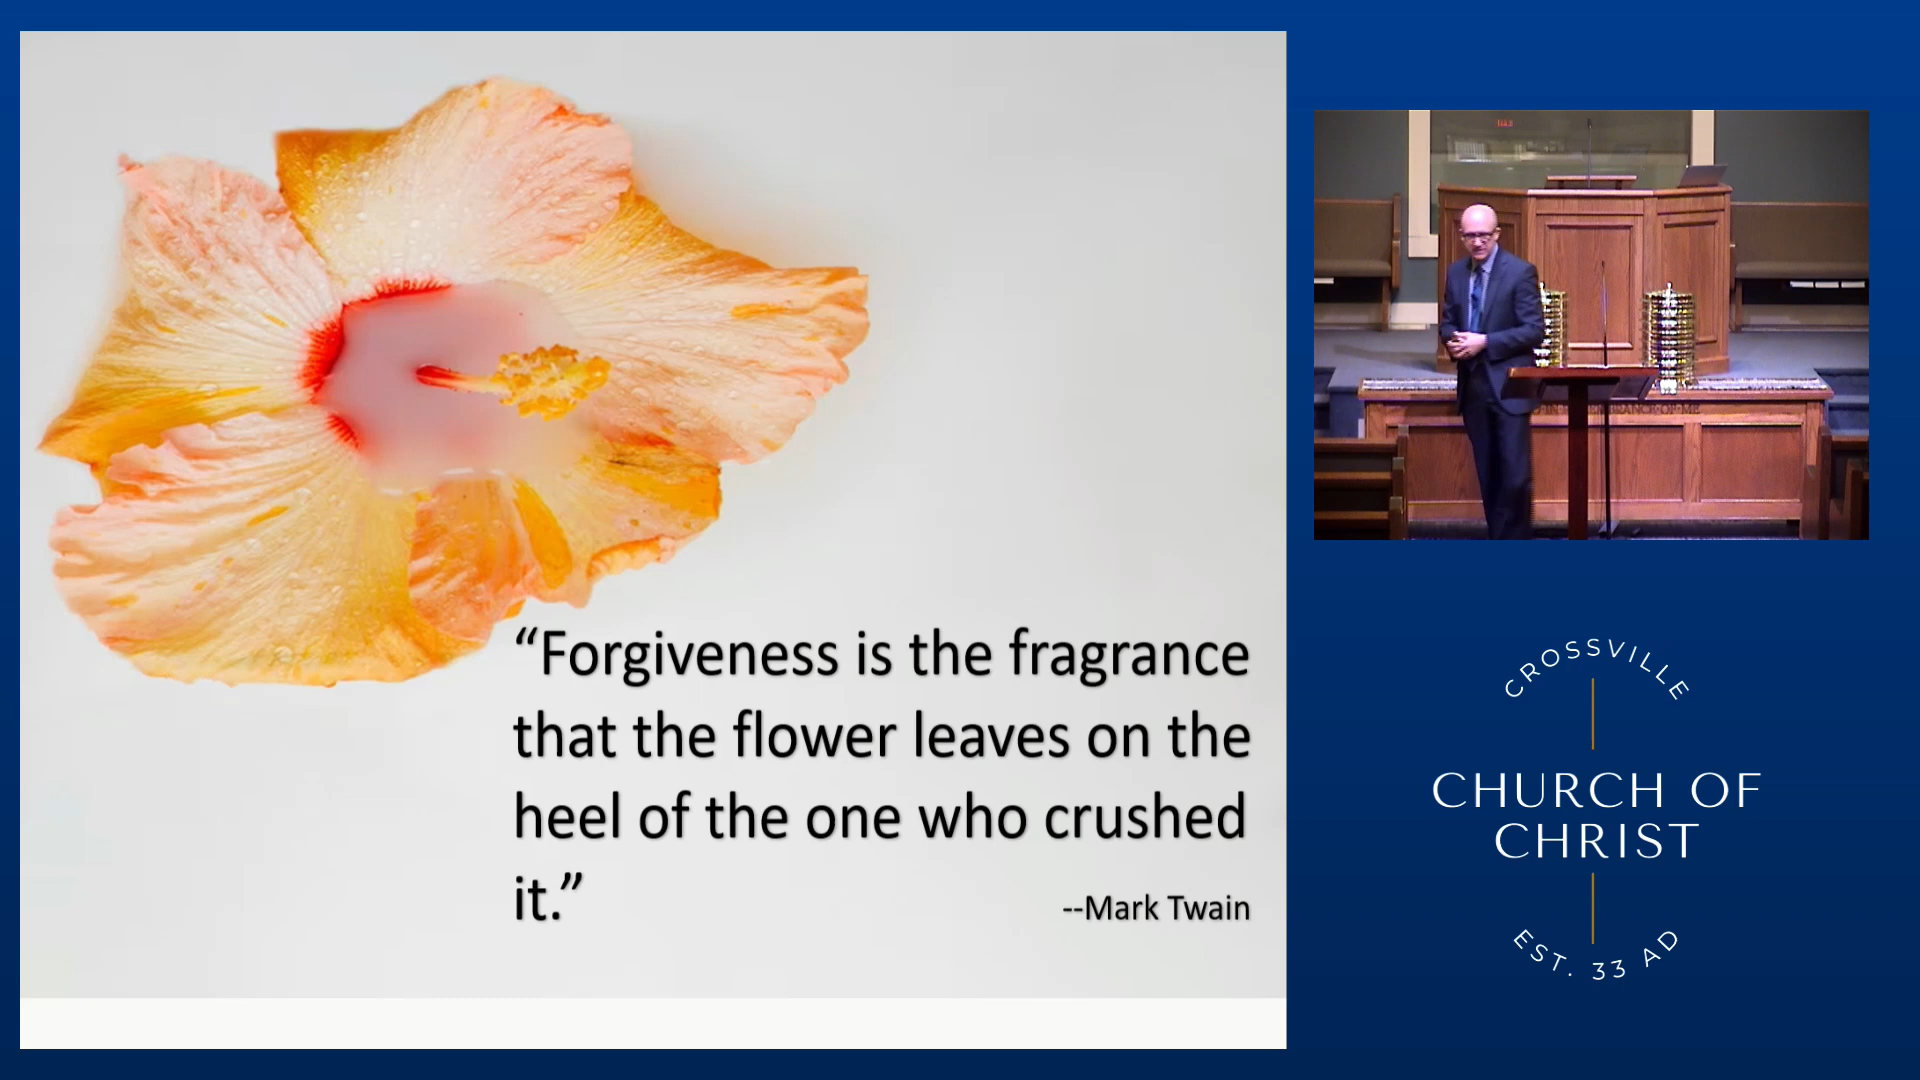 “Forgiveness is the fragrance
that the flower leaves on the
heel of the one who crushed
it.”
--Mark Twain
CROSSVILLE
CHURCH OF
CHRIST
EST. 33 AD